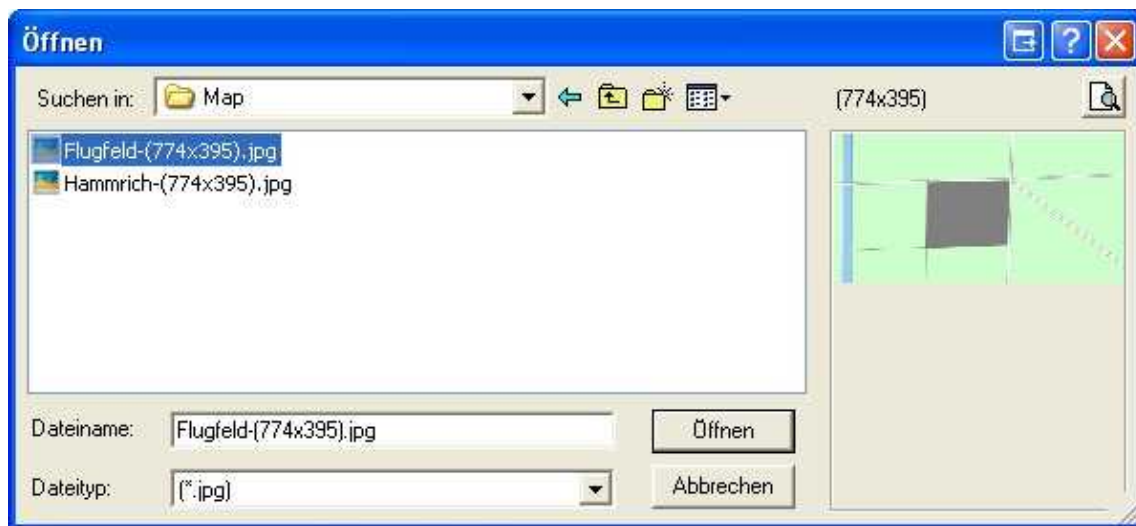 Öffnen
Suchen in: Map (774x395)
Flugfeld-(774x395).jpg
Hammrich-(774x395).jpg
Dateiname: Flugfeld-(774x395).jpg Öffnen
Dateityp: (*.jpg) Abbrechen